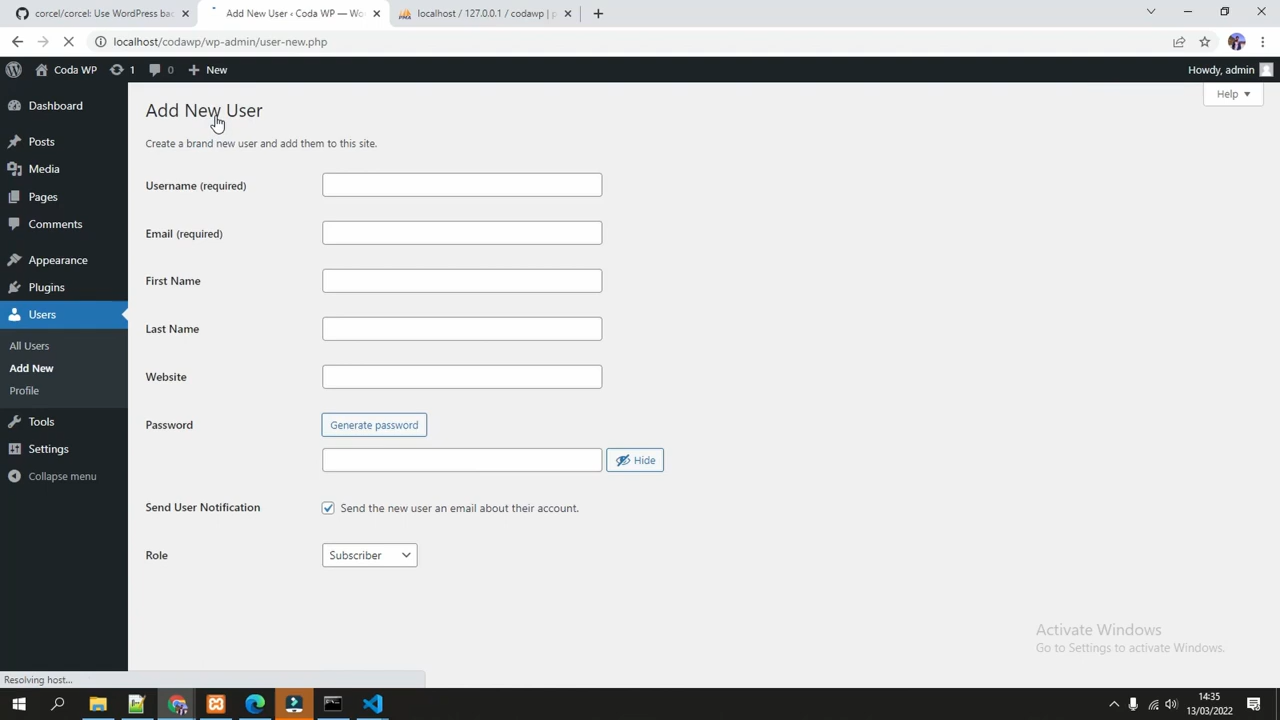 corcel/corcel: Use WordPress bac
Add New User ‹ Coda WP — Wor
localhost / 127.0.0.1 / codawp | p
localhost/codawp/wp-admin/user-new.php
Coda WP
1
0
New
Howdy, admin
Help
Dashboard
Posts
Media
Pages
Comments
Appearance
Plugins
Users
All Users
Add New
Profile
Tools
Settings
Collapse menu
Add New User
Create a brand new user and add them to this site.
Username (required)
Email (required)
First Name
Last Name
Website
Password
Generate password
Hide
Send User Notification
Send the new user an email about their account.
Role
Subscriber
Activate Windows
Go to Settings to activate Windows.
Resolving host...
14:35
13/03/2022